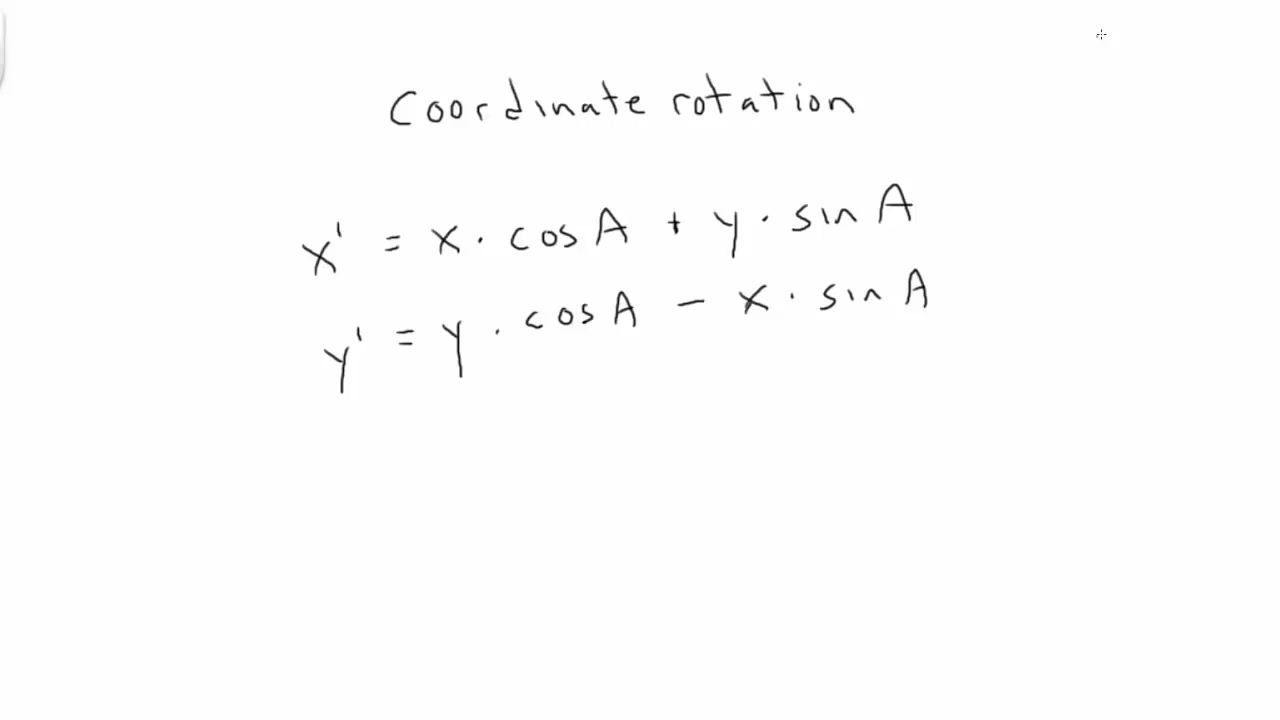 Coordinate rotation
x' = x · cos A + y · sin A
y' = y · cos A - x · sin A